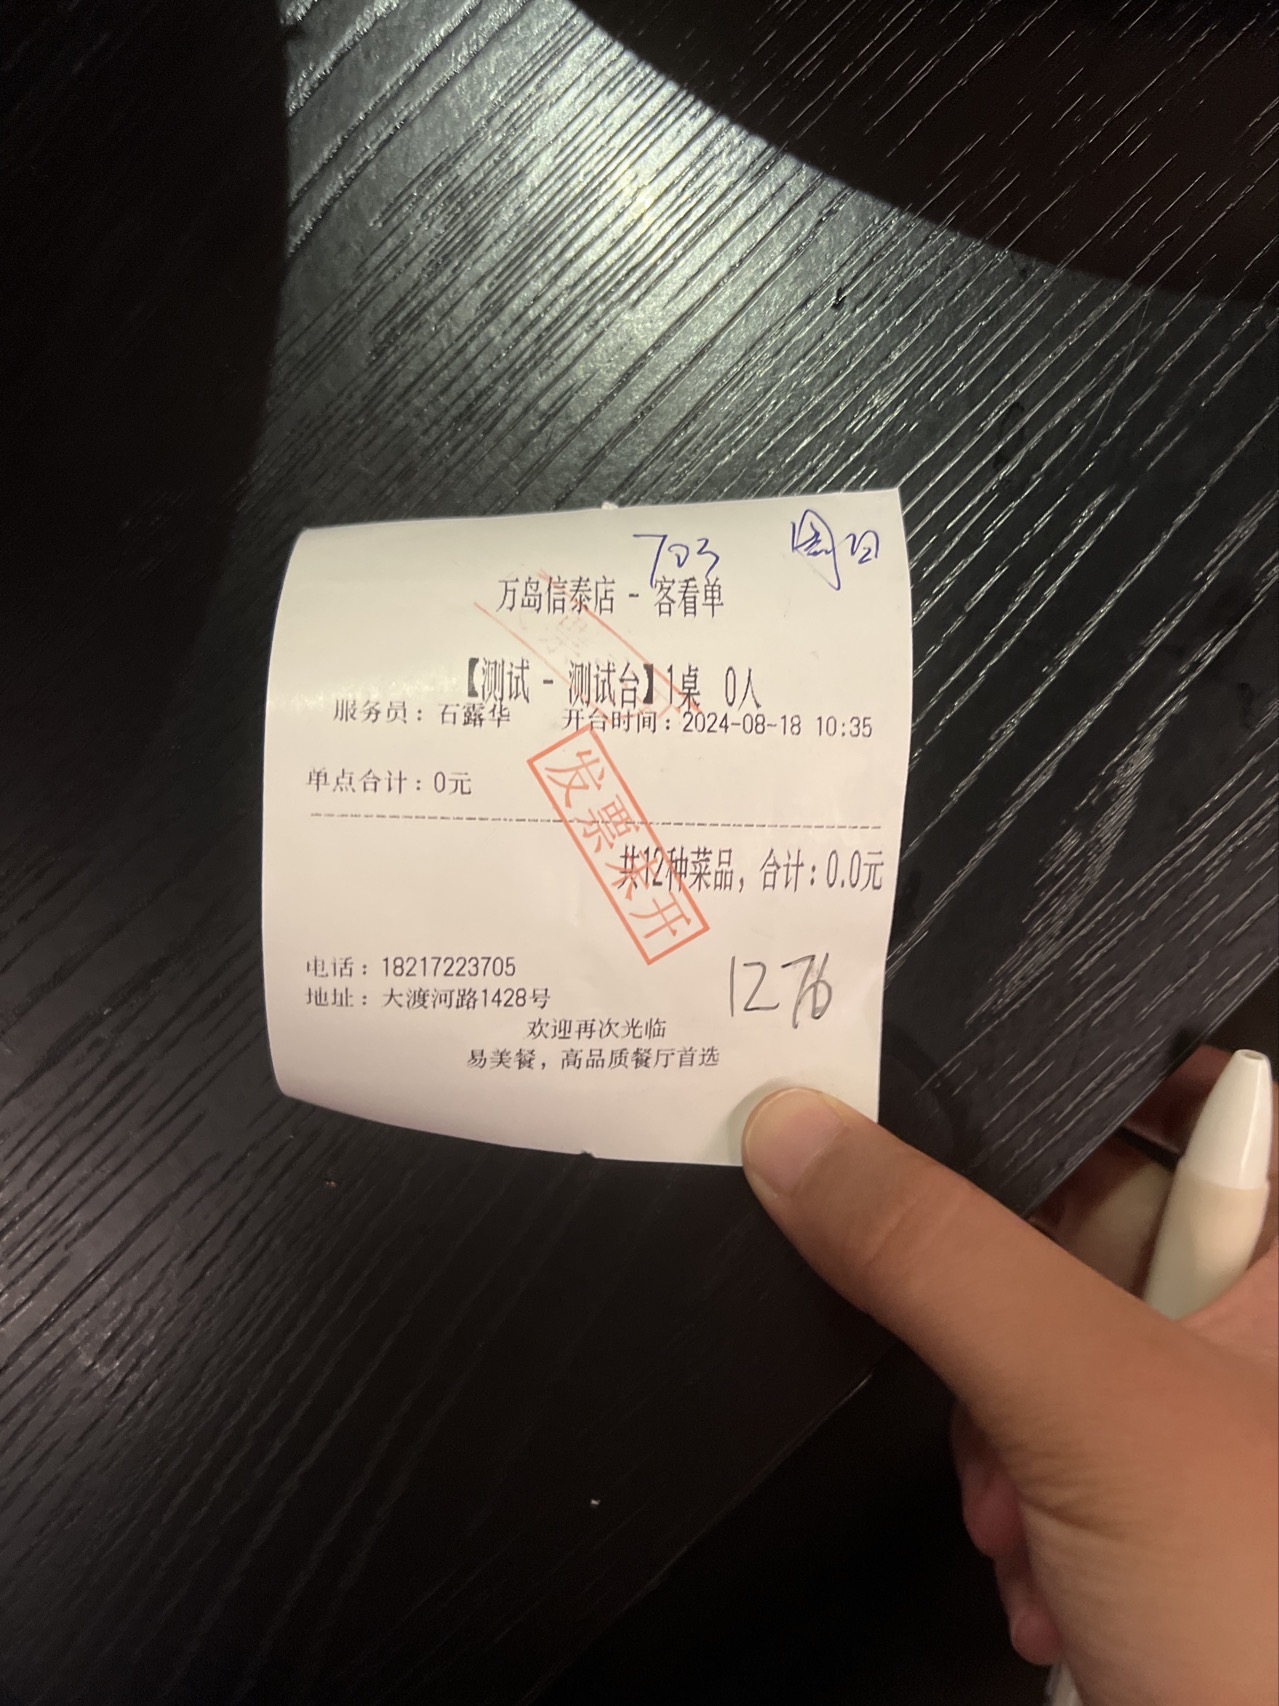 703 周日
万岛信泰店 - 客看单
【测试 - 测试台】1桌 0人
服务员：石露华 开台时间：2024-08-18 10:35
单点合计：0元
发票未开
共12种菜品，合计：0.0元
1276
电话：18217223705
地址：大渡河路1428号
欢迎再次光临
易美餐，高品质餐厅首选